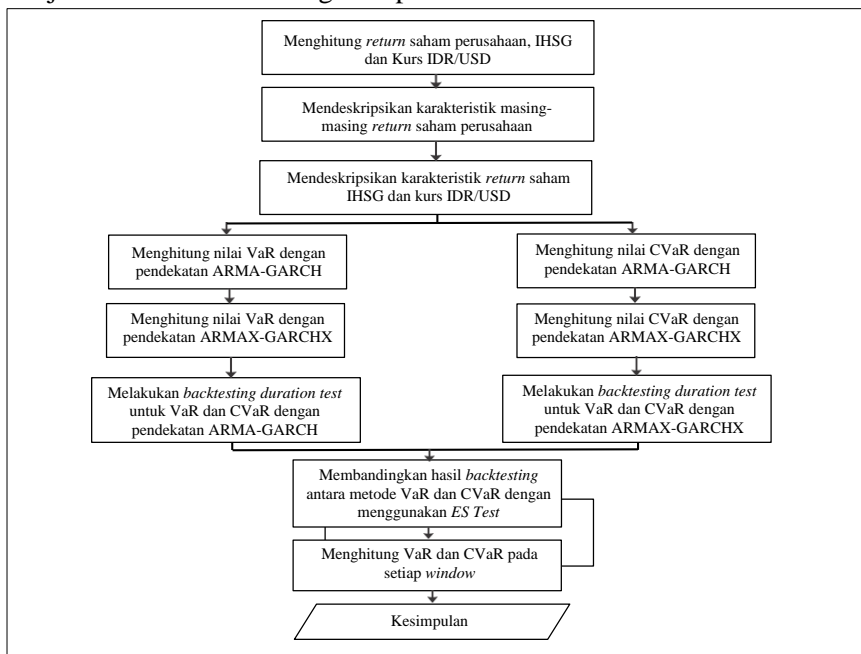 Menghitung return saham perusahaan, IHSG
dan Kurs IDR/USD
Mendeskripsikan karakteristik masing-
masing return saham perusahaan
Mendeskripsikan karakteristik return saham
IHSG dan kurs IDR/USD
Menghitung nilai VaR dengan
pendekatan ARMA-GARCH
Menghitung nilai CVaR dengan
pendekatan ARMA-GARCH
Menghitung nilai VaR dengan
pendekatan ARMAX-GARCHX
Menghitung nilai CVaR dengan
pendekatan ARMAX-GARCHX
Melakukan backtesting duration test
untuk VaR dan CVaR dengan
pendekatan ARMA-GARCH
Melakukan backtesting duration test
untuk VaR dan CVaR dengan
pendekatan ARMAX-GARCHX
Membandingkan hasil backtesting
antara metode VaR dan CVaR dengan
menggunakan ES Test
Menghitung VaR dan CVaR pada
setiap window
Kesimpulan